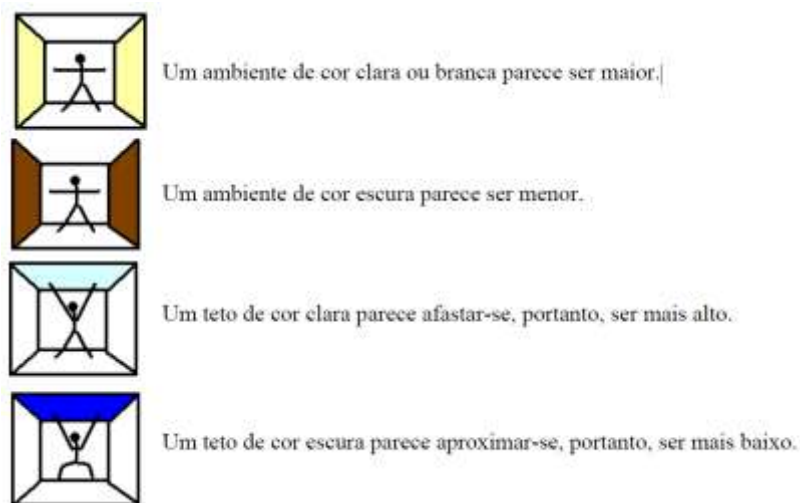 Um ambiente de cor clara ou branca parece ser maior.
Um ambiente de cor escura parece ser menor.
Um teto de cor clara parece afastar-se, portanto, ser mais alto.
Um teto de cor escura parece aproximar-se, portanto, ser mais baixo.